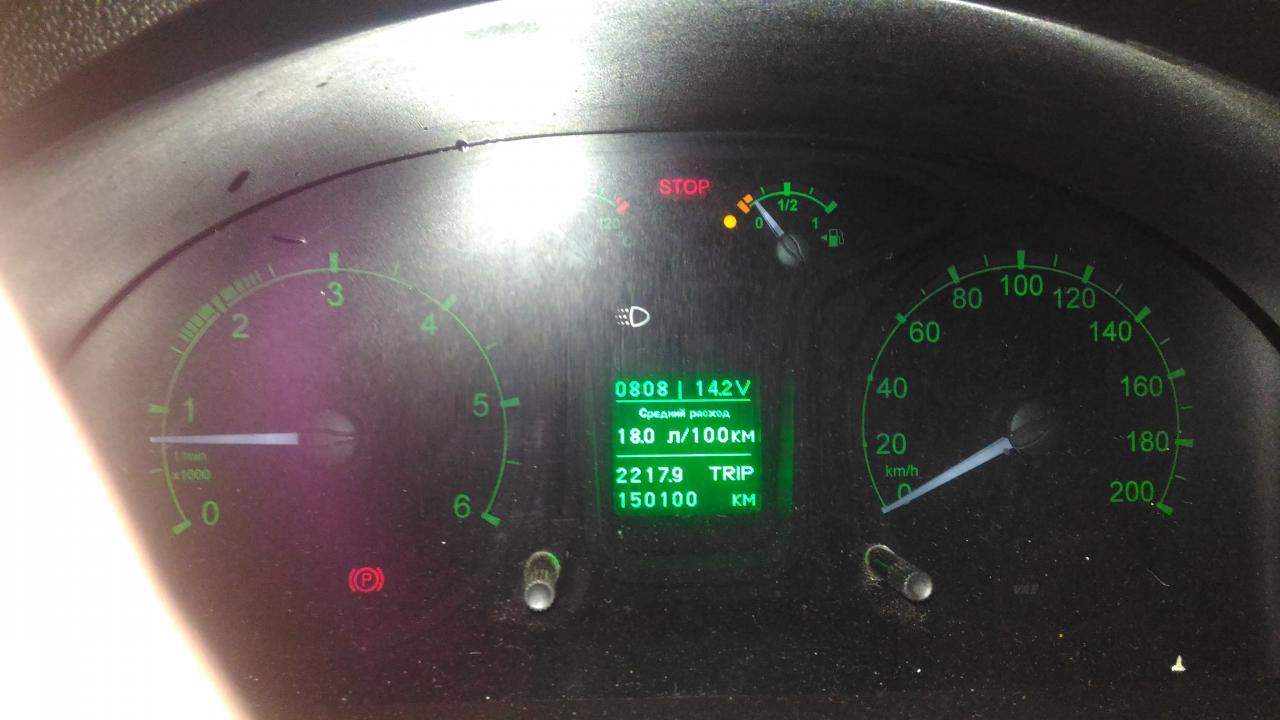 STOP
120
0 1/2 1
0 1 2 3 4 5 6
x1000
P
0808 | 14.2V
Средний расход
18.0 л/100км
2217.9 TRIP
150100 км
0 20 40 60 80 100 120 140 160 180 200
km/h